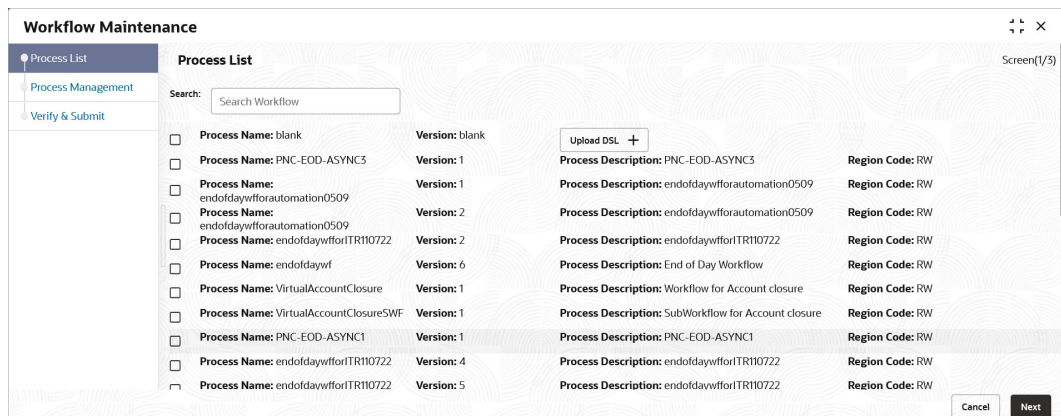 Workflow Maintenance
Process List
Process Management
Verify & Submit
Process List
Screen(1/3)
Search:
Search Workflow
Process Name: blank Version: blank Upload DSL +
Process Name: PNC-EOD-ASYNC3 Version: 1 Process Description: PNC-EOD-ASYNC3 Region Code: RW
Process Name: Version: 1 Process Description: endofdaywfforautomation0509 Region Code: RW
endofdaywfforautomation0509
Process Name: Version: 2 Process Description: endofdaywfforautomation0509 Region Code: RW
endofdaywfforautomation0509
Process Name: endofdaywfforITR110722 Version: 2 Process Description: endofdaywfforITR110722 Region Code: RW
Process Name: endofdaywf Version: 6 Process Description: End of Day Workflow Region Code: RW
Process Name: VirtualAccountClosure Version: 1 Process Description: Workflow for Account closure Region Code: RW
Process Name: VirtualAccountClosureSWF Version: 1 Process Description: SubWorkflow for Account closure Region Code: RW
Process Name: PNC-EOD-ASYNC1 Version: 1 Process Description: PNC-EOD-ASYNC1 Region Code: RW
Process Name: endofdaywfforITR110722 Version: 4 Process Description: endofdaywfforITR110722 Region Code: RW
Process Name: endofdaywfforITR110722 Version: 5 Process Description: endofdaywfforITR110722 Region Code: RW
Cancel Next